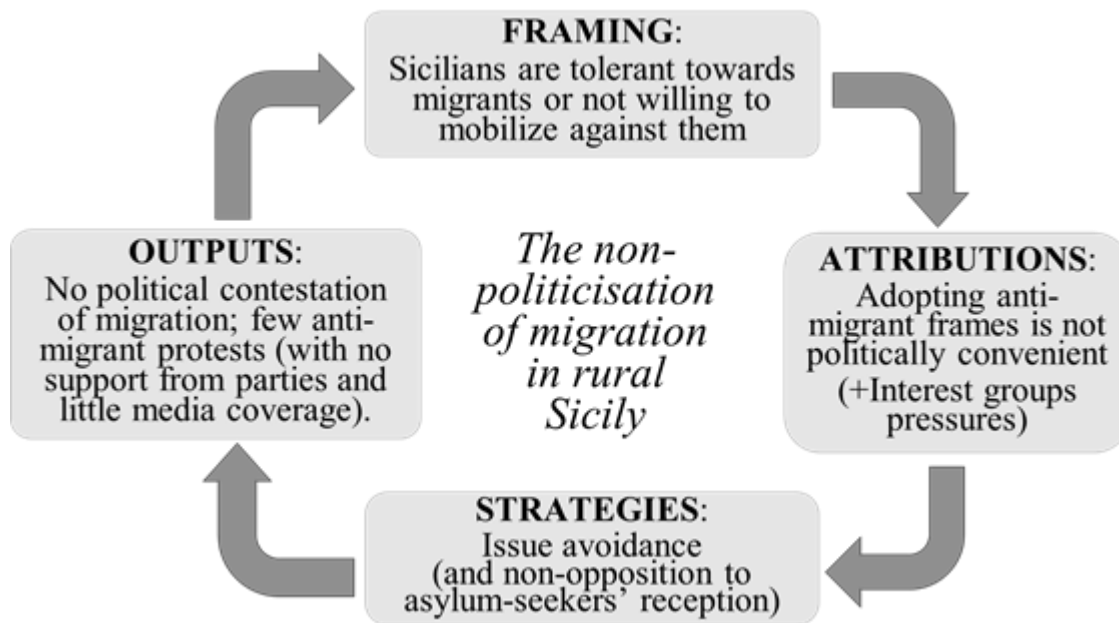 FRAMING:
Sicilians are tolerant towards
migrants or not willing to
mobilize against them
OUTPUTS:
No political contestation
of migration; few anti-
migrant protests (with no
support from parties and
little media coverage).
The non-
politicisation
of migration
in rural
Sicily
ATTRIBUTIONS:
Adopting anti-
migrant frames is not
politically convenient
(+Interest groups
pressures)
STRATEGIES:
Issue avoidance
(and non-opposition to
asylum-seekers’ reception)